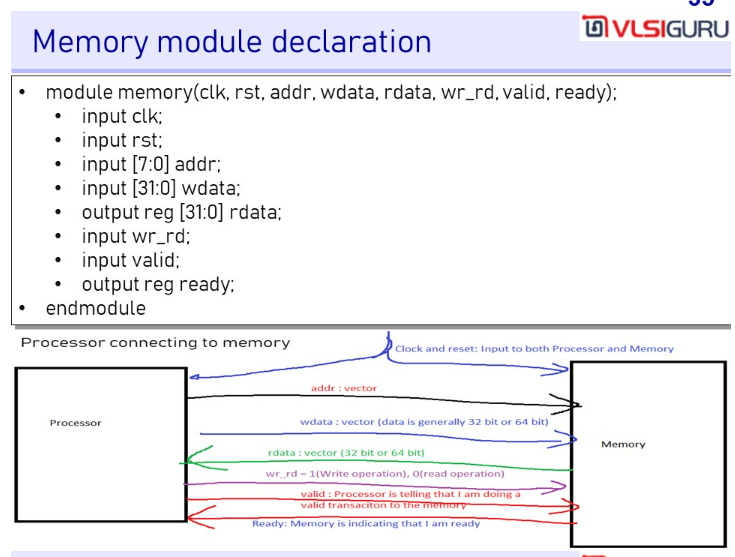 VLSIGURU
Memory module declaration
• module memory(clk, rst, addr, wdata, rdata, wr_rd, valid, ready);
• input clk;
• input rst;
• input [7:0] addr;
• input [31:0] wdata;
• output reg [31:0] rdata;
• input wr_rd;
• input valid;
• output reg ready;
• endmodule
Processor connecting to memory
Clock and reset: Input to both Processor and Memory
addr : vector
Processor
wdata : vector (data is generally 32 bit or 64 bit)
Memory
rdata : vector (32 bit or 64 bit)
wr_rd = 1(Write operation), 0(read operation)
valid : Processor is telling that I am doing a
valid transaciton to the memory
Ready: Memory is indicating that I am ready